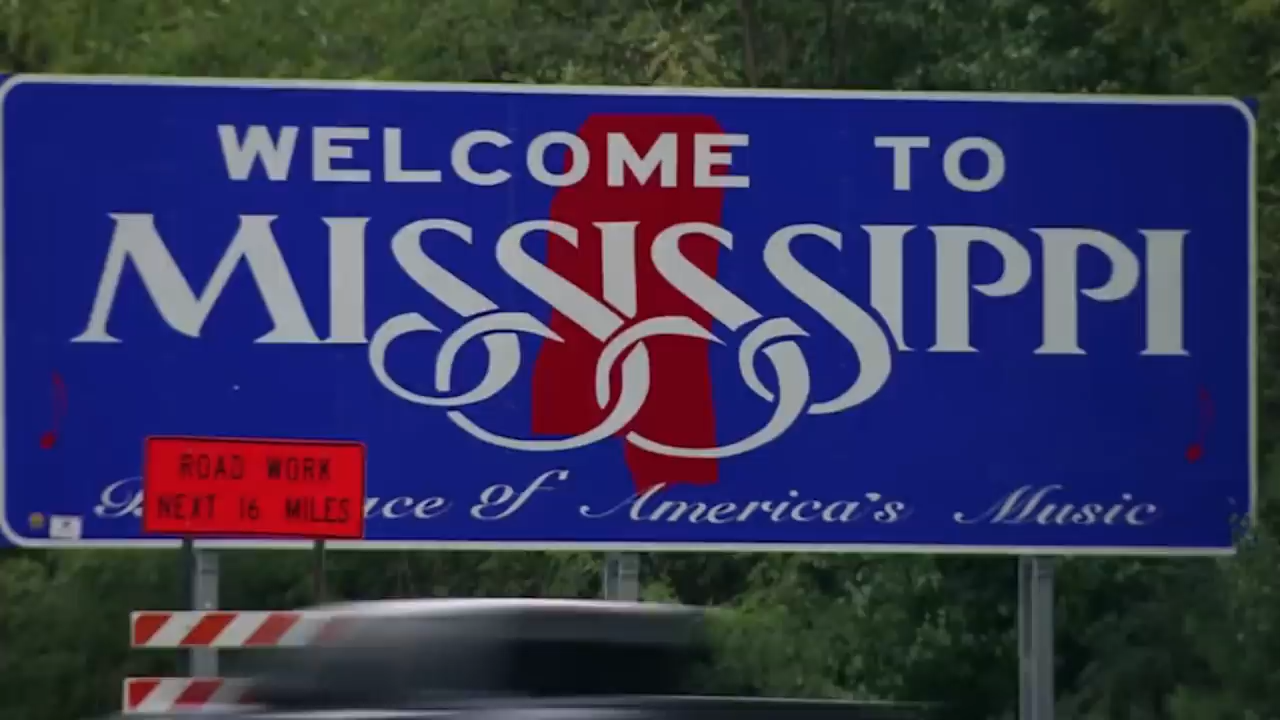 WELCOME TO
MISSISSIPPI
ROAD WORK
NEXT 16 MILES
of America's Music